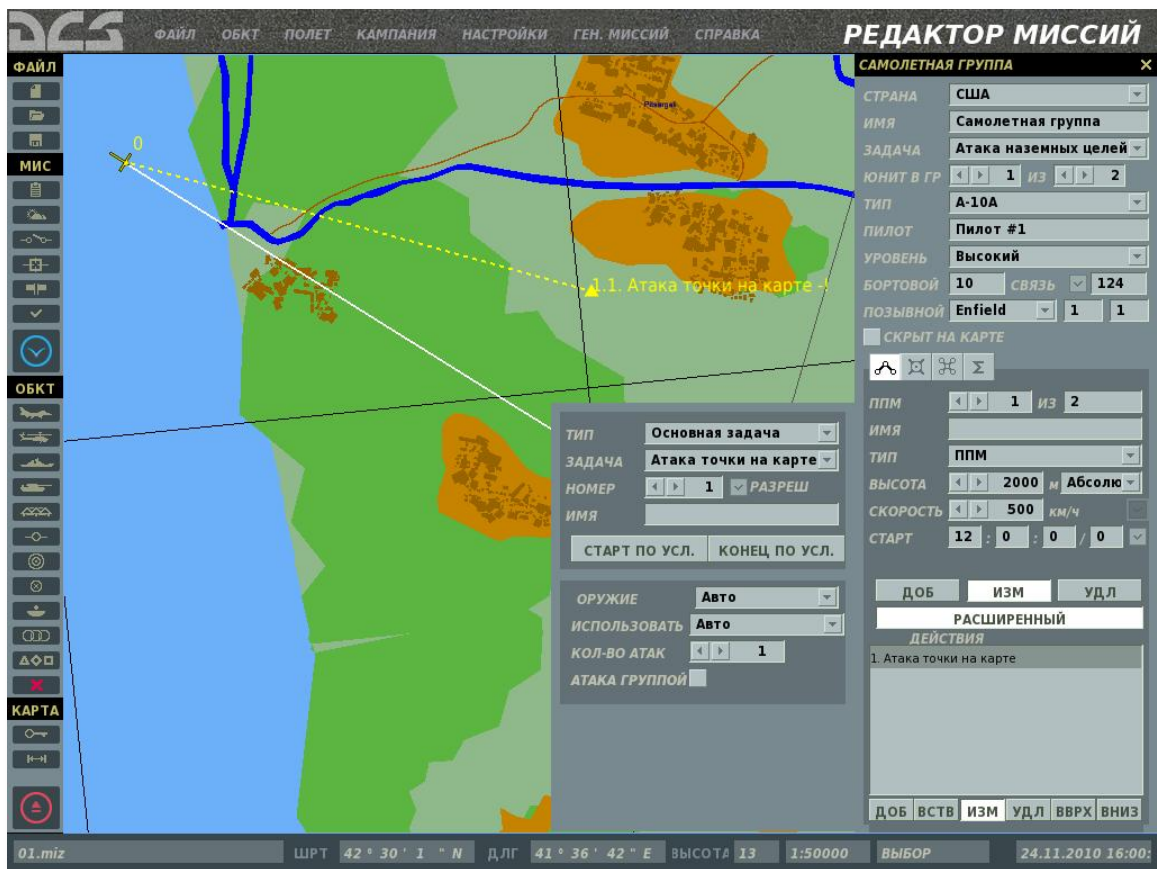 DCS
ФАЙЛ ОБКТ ПОЛЕТ КАМПАНИЯ НАСТРОЙКИ ГЕН. МИССИЙ СПРАВКА
РЕДАКТОР МИССИЙ
ФАЙЛ
МИС
ОБКТ
КАРТА
0
Pitsargali
1.1. Атака точки на карте -!
САМОЛЕТНАЯ ГРУППА
СТРАНА США
ИМЯ Самолетная группа
ЗАДАЧА Атака наземных целей
ЮНИТ В ГР 1 ИЗ 2
ТИП A-10A
ПИЛОТ Пилот #1
УРОВЕНЬ Высокий
БОРТОВОЙ 10 СВЯЗЬ 124
ПОЗЫВНОЙ Enfield 1 1
СКРЫТ НА КАРТЕ
Σ
ППМ 1 ИЗ 2
ИМЯ
ТИП ППМ
ВЫСОТА 2000 м Абсолю
СКОРОСТЬ 500 км/ч
СТАРТ 12 : 0 : 0 / 0
ДОБ ИЗМ УДЛ
РАСШИРЕННЫЙ
ДЕЙСТВИЯ
1. Атака точки на карте
ДОБ ВСТВ ИЗМ УДЛ ВВРХ ВНИЗ
ТИП Основная задача
ЗАДАЧА Атака точки на карте
НОМЕР 1 РАЗРЕШ
ИМЯ
СТАРТ ПО УСЛ. КОНЕЦ ПО УСЛ.
ОРУЖИЕ Авто
ИСПОЛЬЗОВАТЬ Авто
КОЛ-ВО АТАК 1
АТАКА ГРУППОЙ
01.miz ШРТ 42 ° 30 ' 1 " N ДЛГ 41 ° 36 ' 42 " E ВЫСОТА 13 1:50000 ВЫБОР 24.11.2010 16:00: